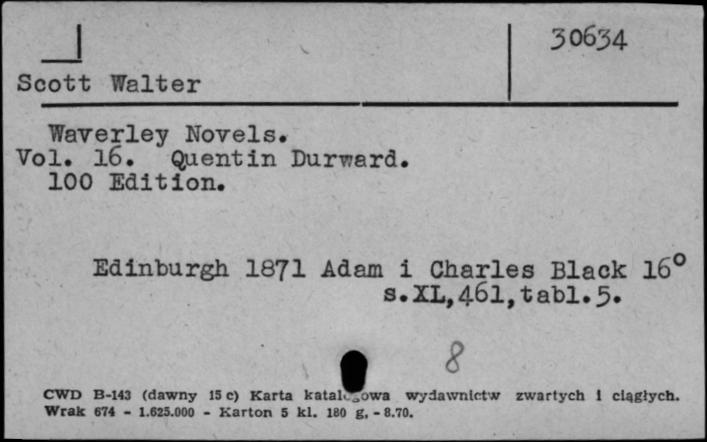 30634
Scott Walter
Waverley Novels.
Vol. 16. Quentin Durward.
100 Edition.
Edinburgh 1871 Adam i Charles Black 16°
s.XL,461,tabl.5.
8
CWD B-143 (dawny 15 c) Karta katalogowa wydawnictw zwartych i ciągłych.
Wrak 674 - 1.625.000 - Karton 5 kl. 180 g. - 8.70.